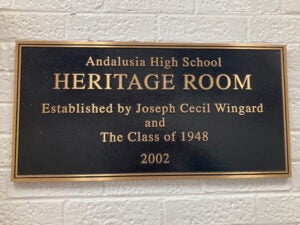 Andalusia High School
HERITAGE ROOM
Established by Joseph Cecil Wingard
and
The Class of 1948
2002